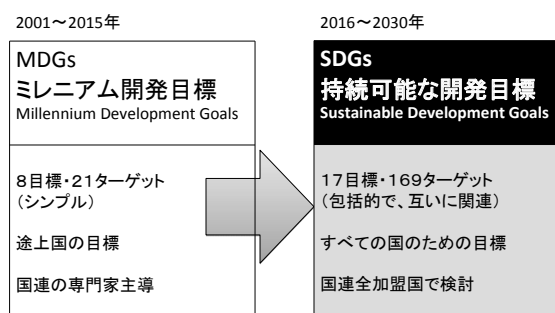 2001～2015年
MDGs
ミレニアム開発目標
Millennium Development Goals
8目標・21ターゲット
（シンプル）
途上国の目標
国連の専門家主導
2016～2030年
SDGs
持続可能な開発目標
Sustainable Development Goals
17目標・169ターゲット
（包括的で、互いに関連）
すべての国のための目標
国連全加盟国で検討